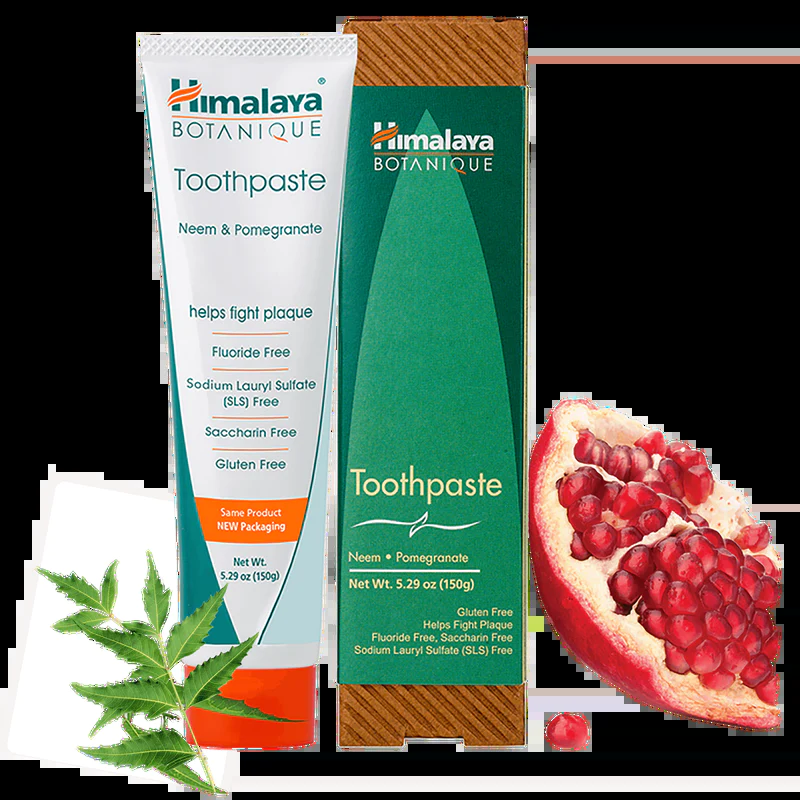 Himalaya®
BOTANIQUE
Toothpaste
Neem & Pomegranate
helps fight plaque
Fluoride Free
Sodium Lauryl Sulfate
(SLS) Free
Saccharin Free
Gluten Free
Same Product
NEW Packaging
Net Wt.
5.29 oz (150g)
Himalaya
BOTANIQUE
Toothpaste
Neem • Pomegranate
Net Wt. 5.29 oz (150g)
Gluten Free
Helps Fight Plaque
Fluoride Free, Saccharin Free
Sodium Lauryl Sulfate (SLS) Free